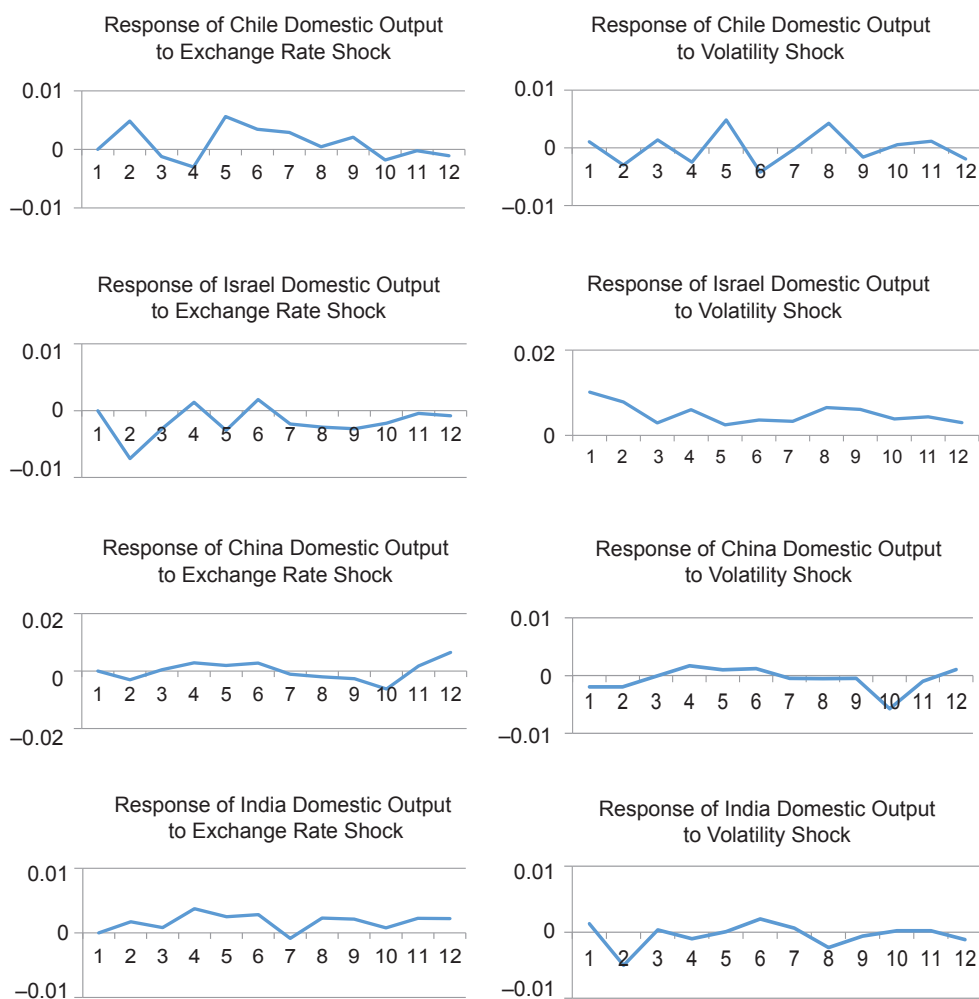 Response of Chile Domestic Output
to Exchange Rate Shock
0.01
0
1 2 3 4 5 6 7 8 9 10 11 12
–0.01
Response of Chile Domestic Output
to Volatility Shock
0.01
0
1 2 3 4 5 6 7 8 9 10 11 12
–0.01
Response of Israel Domestic Output
to Exchange Rate Shock
0.01
0
1 2 3 4 5 6 7 8 9 10 11 12
–0.01
Response of Israel Domestic Output
to Volatility Shock
0.02
0
1 2 3 4 5 6 7 8 9 10 11 12
Response of China Domestic Output
to Exchange Rate Shock
0.02
0
1 2 3 4 5 6 7 8 9 10 11 12
–0.02
Response of China Domestic Output
to Volatility Shock
0.01
0
1 2 3 4 5 6 7 8 9 10 11 12
–0.01
Response of India Domestic Output
to Exchange Rate Shock
0.01
0
1 2 3 4 5 6 7 8 9 10 11 12
–0.01
Response of India Domestic Output
to Volatility Shock
0.01
0
1 2 3 4 5 6 7 8 9 10 11 12
–0.01